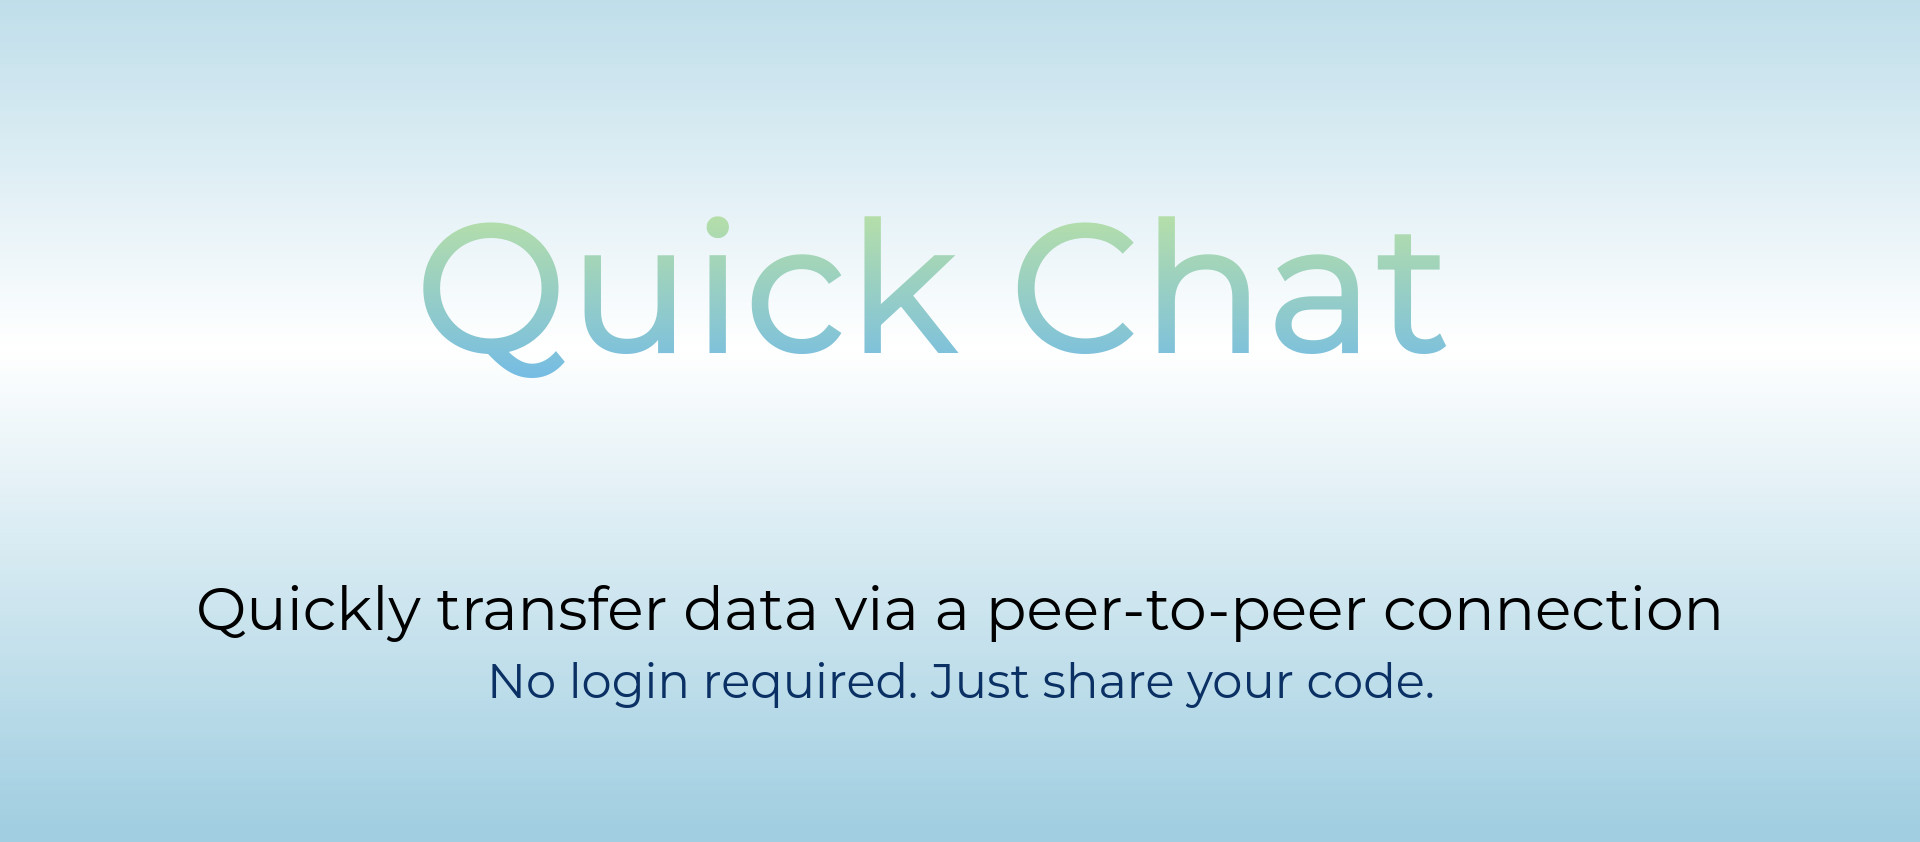 Quick Chat
Quickly transfer data via a peer-to-peer connection
No login required. Just share your code.